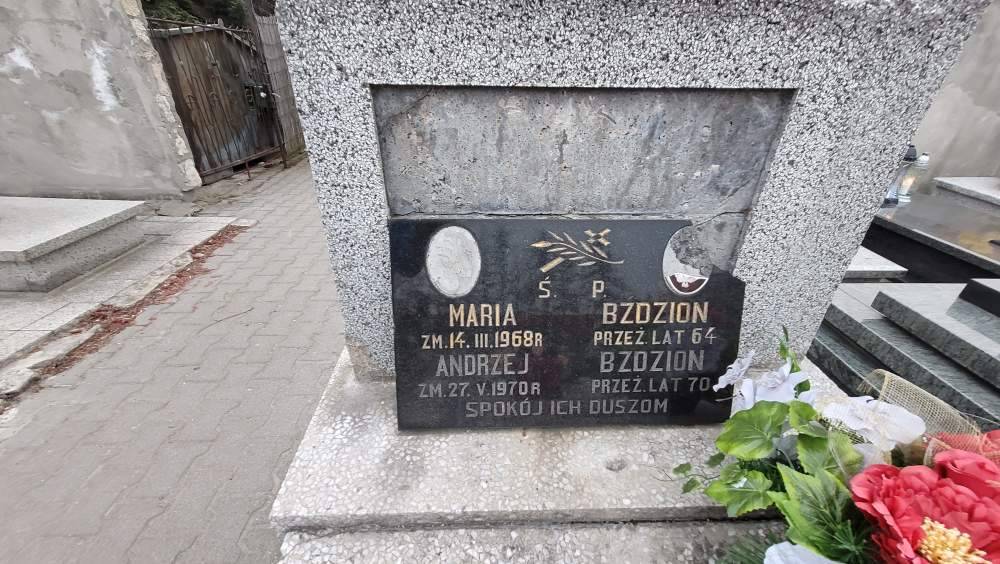 Ś. P.
MARIA BŹDZION
ZM. 14. III. 1968R PRZEŻ. LAT 64
ANDRZEJ BZDZION
ZM. 27. V. 1970R PRZEŻ. LAT 70
SPOKÓJ ICH DUSZOM